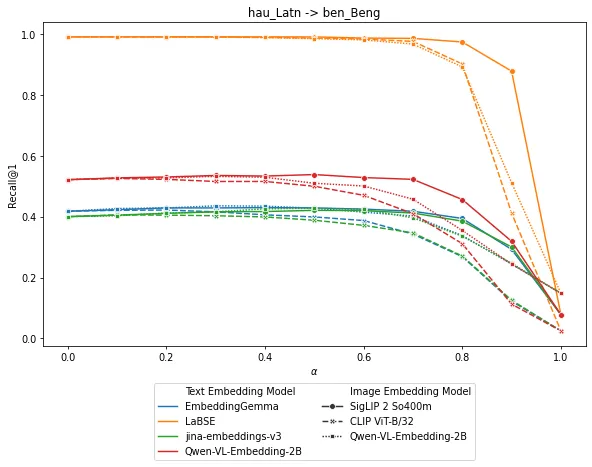 hau_Latn -> ben_Beng
Recall@1
1.0
0.8
0.6
0.4
0.2
0.0
0.0 0.2 0.4 0.6 0.8 1.0
α
Text Embedding Model Image Embedding Model
EmbeddingGemma SigLIP 2 So400m
LaBSE CLIP ViT-B/32
jina-embeddings-v3 Qwen-VL-Embedding-2B
Qwen-VL-Embedding-2B